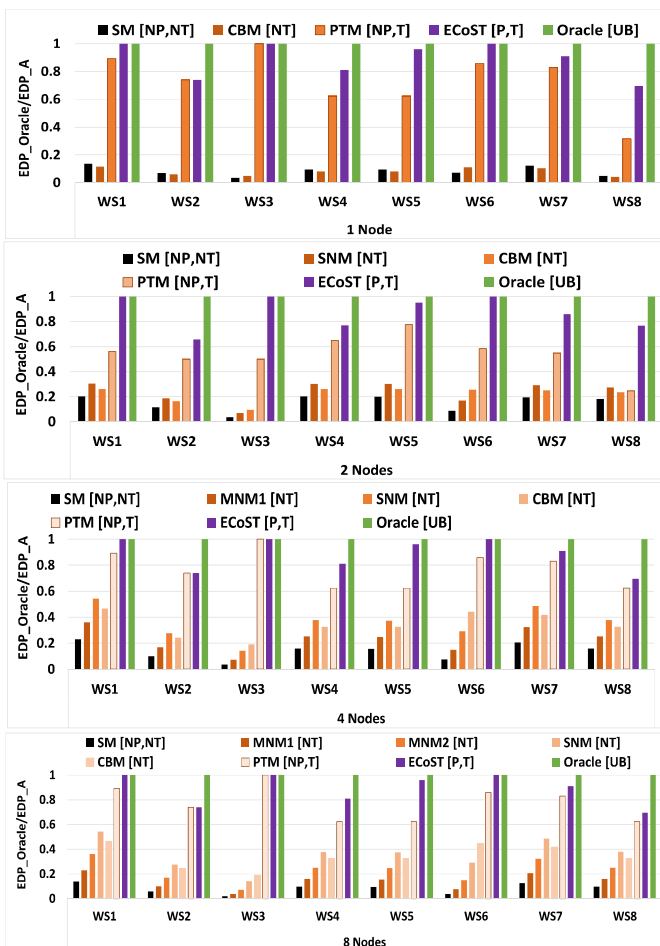 SM [NP,NT] CBM [NT] PTM [NP,T] ECoST [P,T] Oracle [UB]
EDP_Oracle/EDP_A
1
0.8
0.6
0.4
0.2
0
WS1 WS2 WS3 WS4 WS5 WS6 WS7 WS8
1 Node
SM [NP,NT] SNM [NT] CBM [NT]
PTM [NP,T] ECoST [P,T] Oracle [UB]
EDP_Oracle/EDP_A
1
0.8
0.6
0.4
0.2
0
WS1 WS2 WS3 WS4 WS5 WS6 WS7 WS8
2 Nodes
SM [NP,NT] MNM1 [NT] SNM [NT] CBM [NT]
PTM [NP,T] ECoST [P,T] Oracle [UB]
EDP_Oracle/EDP_A
1
0.8
0.6
0.4
0.2
0
WS1 WS2 WS3 WS4 WS5 WS6 WS7 WS8
4 Nodes
SM [NP,NT] MNM1 [NT] MNM2 [NT] SNM [NT]
CBM [NT] PTM [NP,T] ECoST [P,T] Oracle [UB]
EDP_Oracle/EDP_A
1
0.8
0.6
0.4
0.2
0
WS1 WS2 WS3 WS4 WS5 WS6 WS7 WS8
8 Nodes